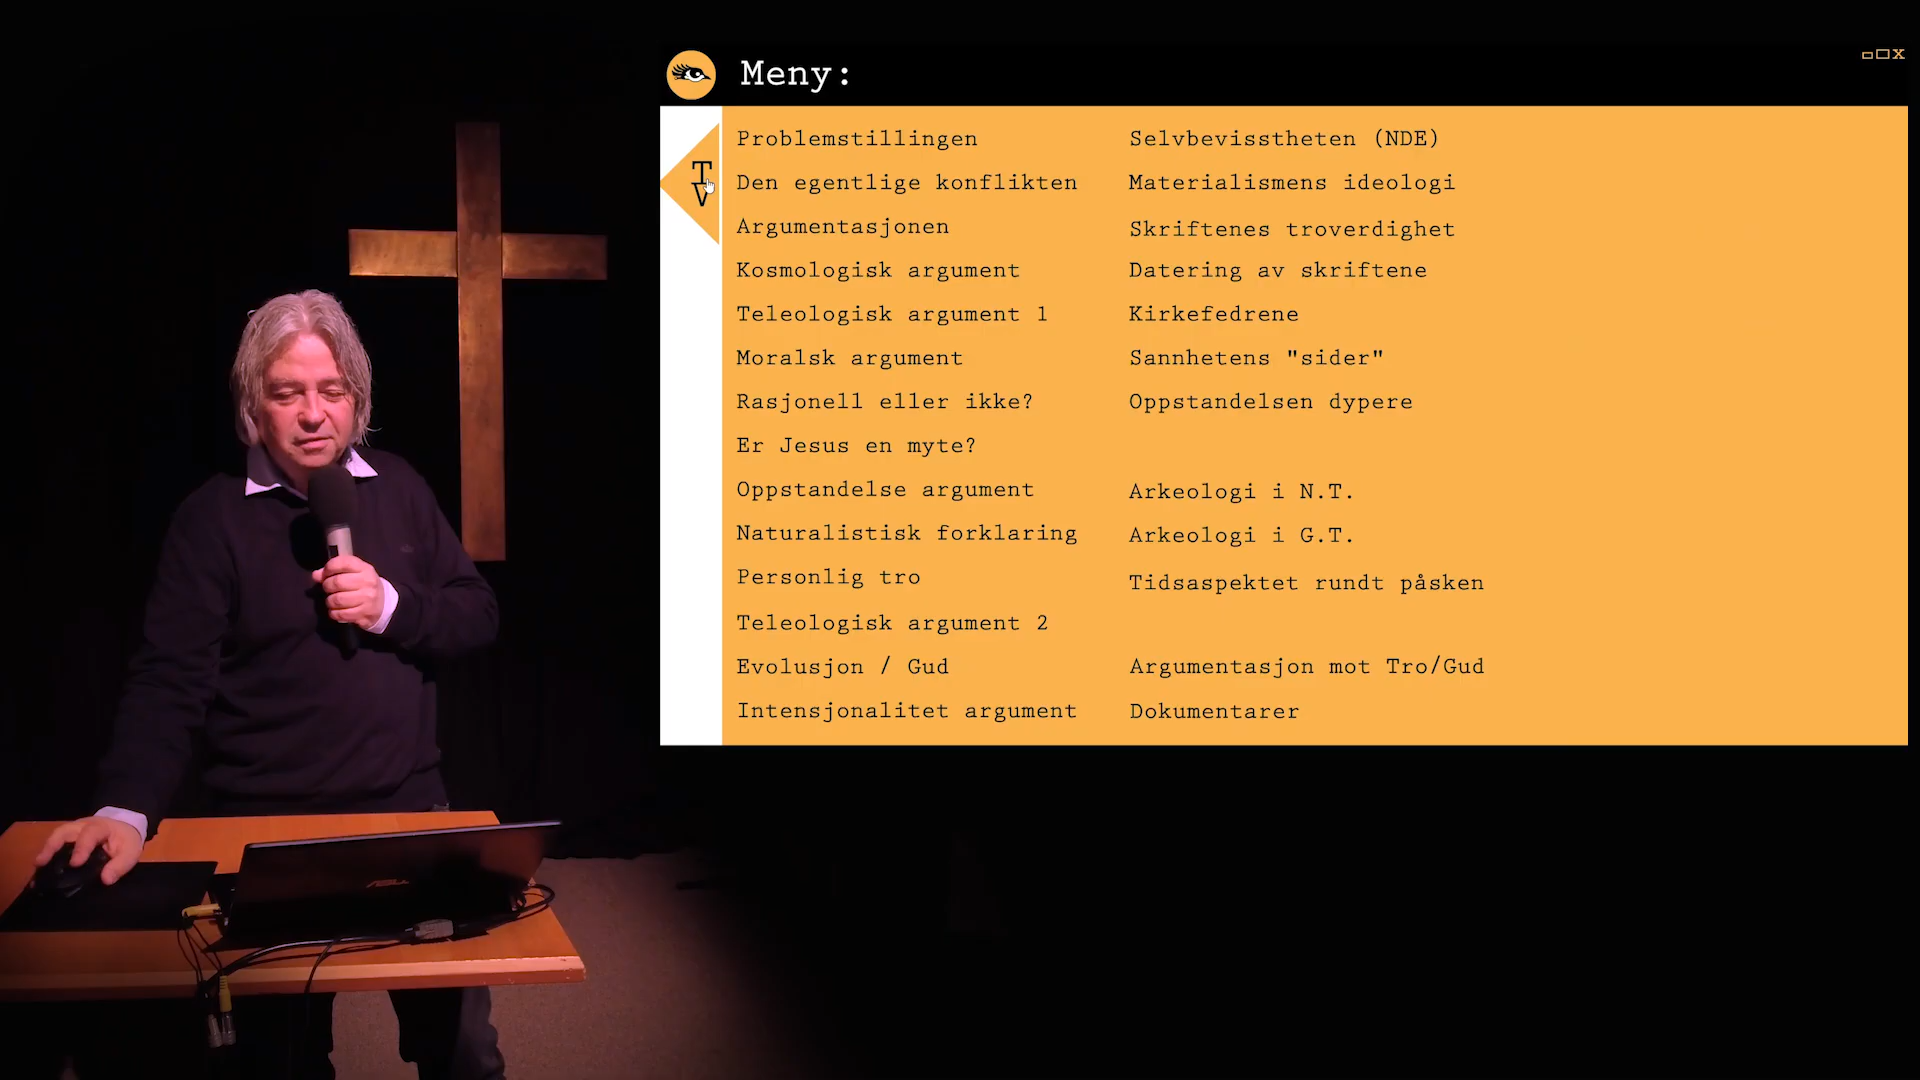 Meny:
T
V
Problemstillingen
Den egentlige konflikten
Argumentasjonen
Kosmologisk argument
Teleologisk argument 1
Moralsk argument
Rasjonell eller ikke?
Er Jesus en myte?
Oppstandelse argument
Naturalistisk forklaring
Personlig tro
Teleologisk argument 2
Evolusjon / Gud
Intensjonalitet argument
Selvbevisstheten (NDE)
Materialismens ideologi
Skriftenes troverdighet
Datering av skriftene
Kirkefedrene
Sannhetens "sider"
Oppstandelsen dypere
Arkeologi i N.T.
Arkeologi i G.T.
Tidsaspektet rundt påsken
Argumentasjon mot Tro/Gud
Dokumentarer